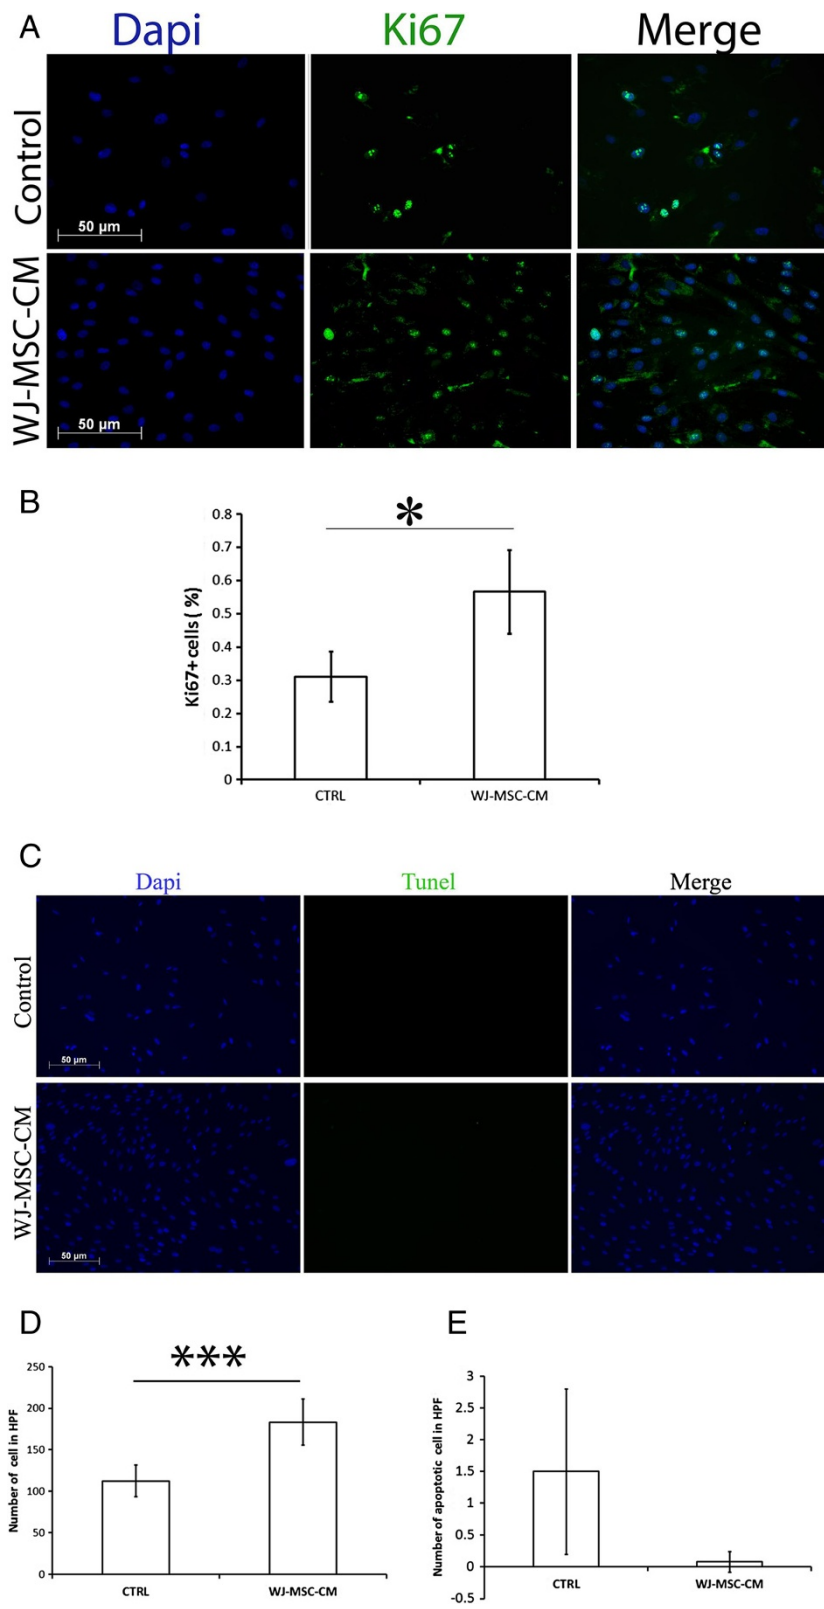 A
Dapi Ki67 Merge
Control
50 µm
WJ-MSC-CM
50 µm
B
*
0.8
0.7
0.6
0.5
0.4
0.3
0.2
0.1
0
Ki67+ cells ( %)
CTRL WJ-MSC-CM
C
Dapi Tunel Merge
Control
50 µm
WJ-MSC-CM
50 µm
D
***
250
200
150
100
50
0
Number of cell in HPF
CTRL WJ-MSC-CM
E
3
2.5
2
1.5
1
0.5
0
-0.5
Number of apoptotic cell in HPF
CTRL WJ-MSC-CM